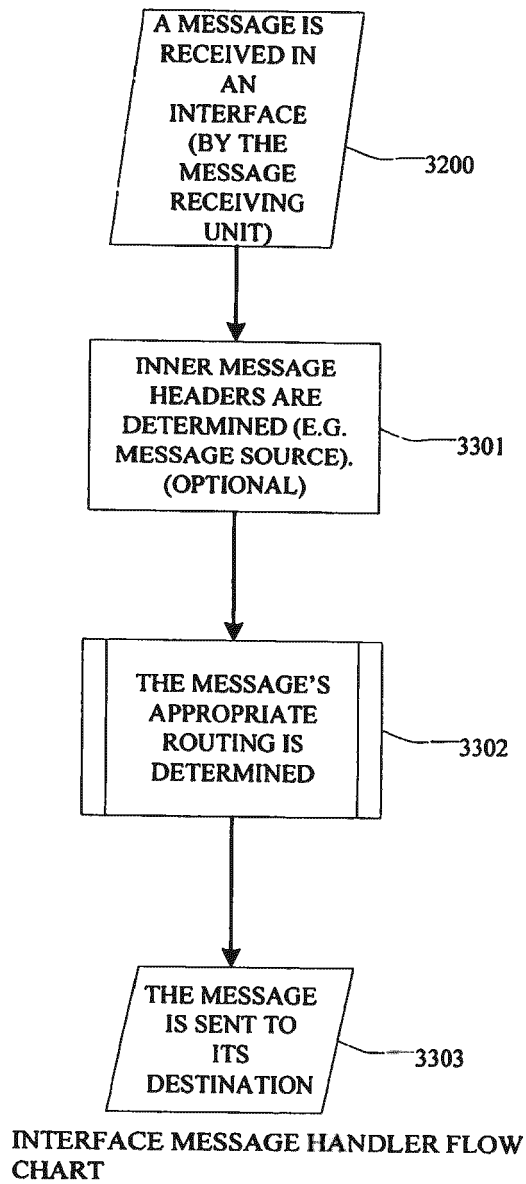 A MESSAGE IS
RECEIVED IN
AN
INTERFACE
(BY THE
MESSAGE
RECEIVING
UNIT)
3200
INNER MESSAGE
HEADERS ARE
DETERMINED (E.G.
MESSAGE SOURCE).
(OPTIONAL)
3301
THE MESSAGE'S
APPROPRIATE
ROUTING IS
DETERMINED
3302
THE MESSAGE
IS SENT TO
ITS
DESTINATION
3303
INTERFACE MESSAGE HANDLER FLOW
CHART